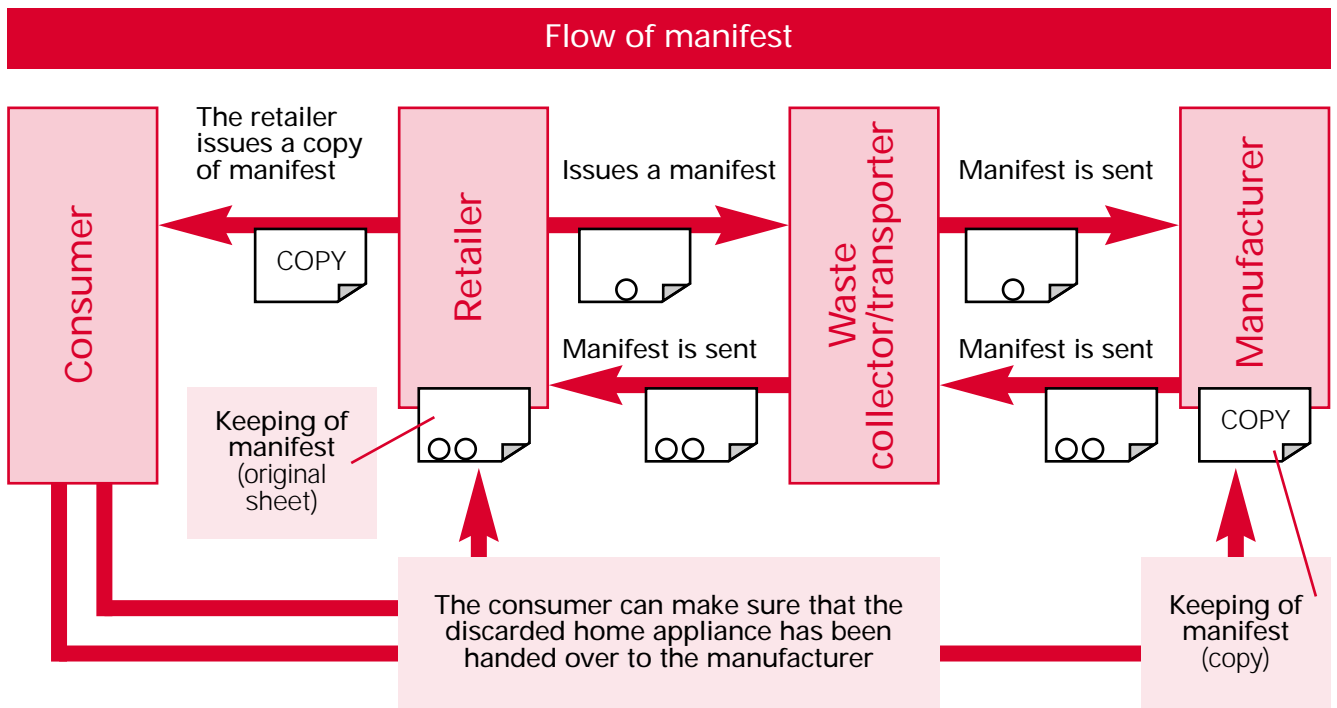 Flow of manifest
The retailer
issues a copy
of manifest
Issues a manifest
Manifest is sent
Consumer
COPY
Retailer
Waste
collector/transporter
Manufacturer
Manifest is sent
Manifest is sent
Keeping of
manifest
(original
sheet)
COPY
The consumer can make sure that the
discarded home appliance has been
handed over to the manufacturer
Keeping of
manifest
(copy)